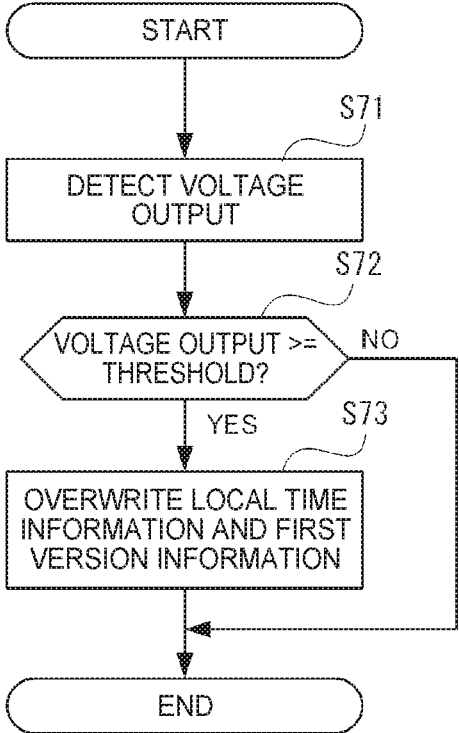 START
S71
DETECT VOLTAGE
OUTPUT
S72
VOLTAGE OUTPUT >=
THRESHOLD?
NO
YES
S73
OVERWRITE LOCAL TIME
INFORMATION AND FIRST
VERSION INFORMATION
END